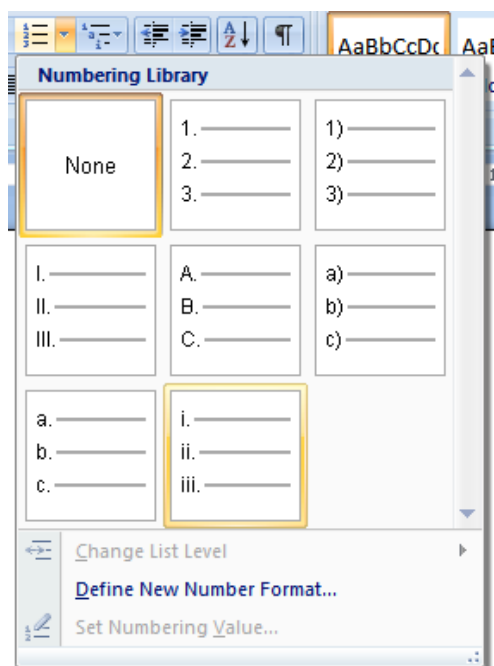 AaBbCcDc Aal
Numbering Library
None
1.
2.
3.
1)
2)
3)
I.
II.
III.
A.
B.
C.
a)
b)
c)
a.
b.
c.
i.
ii.
iii.
Change List Level
Define New Number Format...
Set Numbering Value...